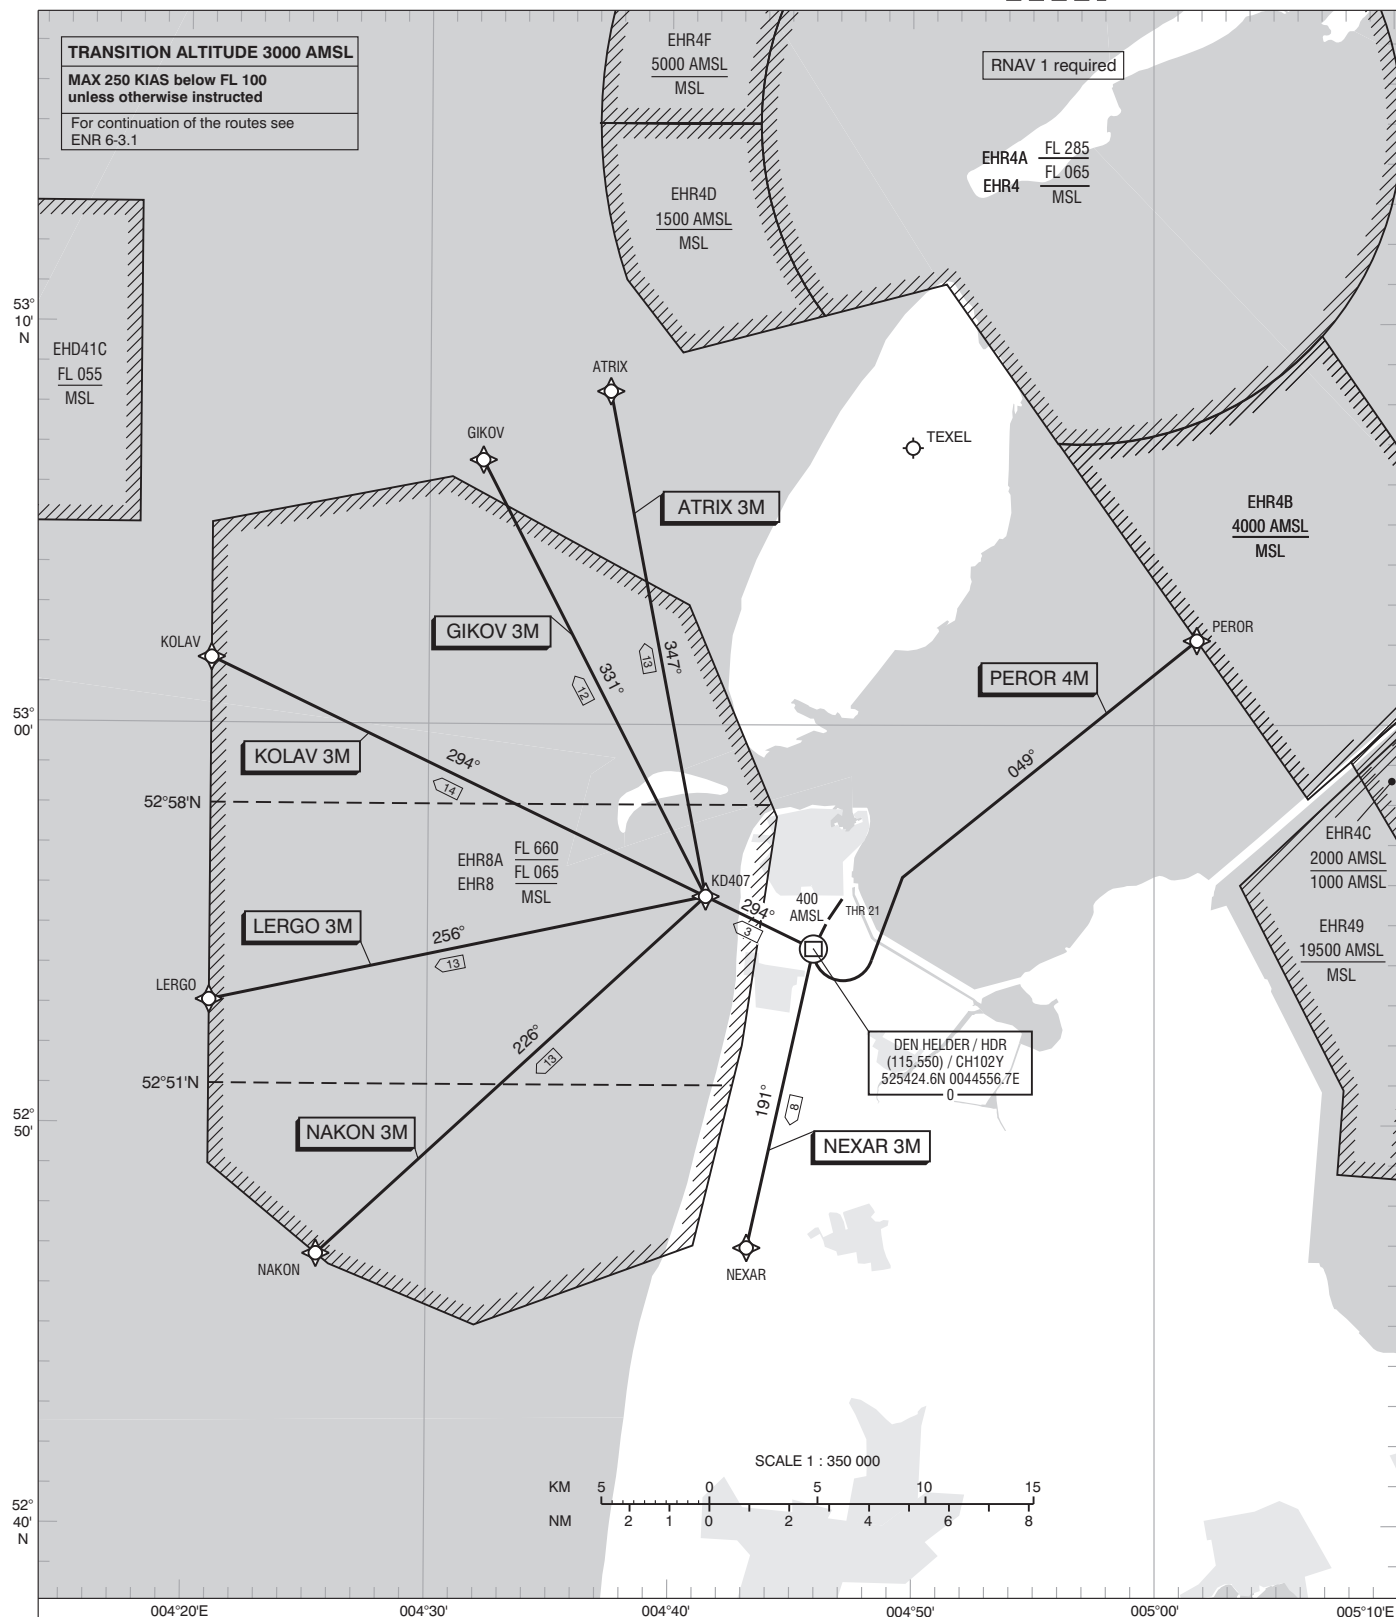 TRANSITION ALTITUDE 3000 AMSL
MAX 250 KIAS below FL 100
unless otherwise instructed
For continuation of the routes see
ENR 6-3.1
EHR4F
5000 AMSL
MSL
RNAV 1 required
EHR4A FL 285
FL 065
EHR4
MSL
EHR4D
1500 AMSL
MSL
53°
10'
N
EHD41C
FL 055
MSL
ATRIX
GIKOV
TEXEL
ATRIX 3M
EHR4B
4000 AMSL
MSL
GIKOV 3M
KOLAV
PEROR
347°
13
331°
12
PEROR 4M
53°
00'
KOLAV 3M
294°
14
049°
52°58'N
EHR8A FL 660
FL 065
EHR8
MSL
KD407
EHR4C
2000 AMSL
1000 AMSL
400
AMSL
THR 21
294°
3
LERGO 3M
256°
13
EHR49
19500 AMSL
MSL
LERGO
226°
13
DEN HELDER / HDR
(115.550) / CH102Y
525424.6N 0044556.7E
0
52°51'N
191°
8
52°
50'
NAKON 3M
NEXAR 3M
NAKON
NEXAR
SCALE 1 : 350 000
KM 5 0 5 10 15
NM 2 1 0 2 4 6 8
52°
40'
N
004°20'E 004°30' 004°40' 004°50' 005°00' 005°10'E